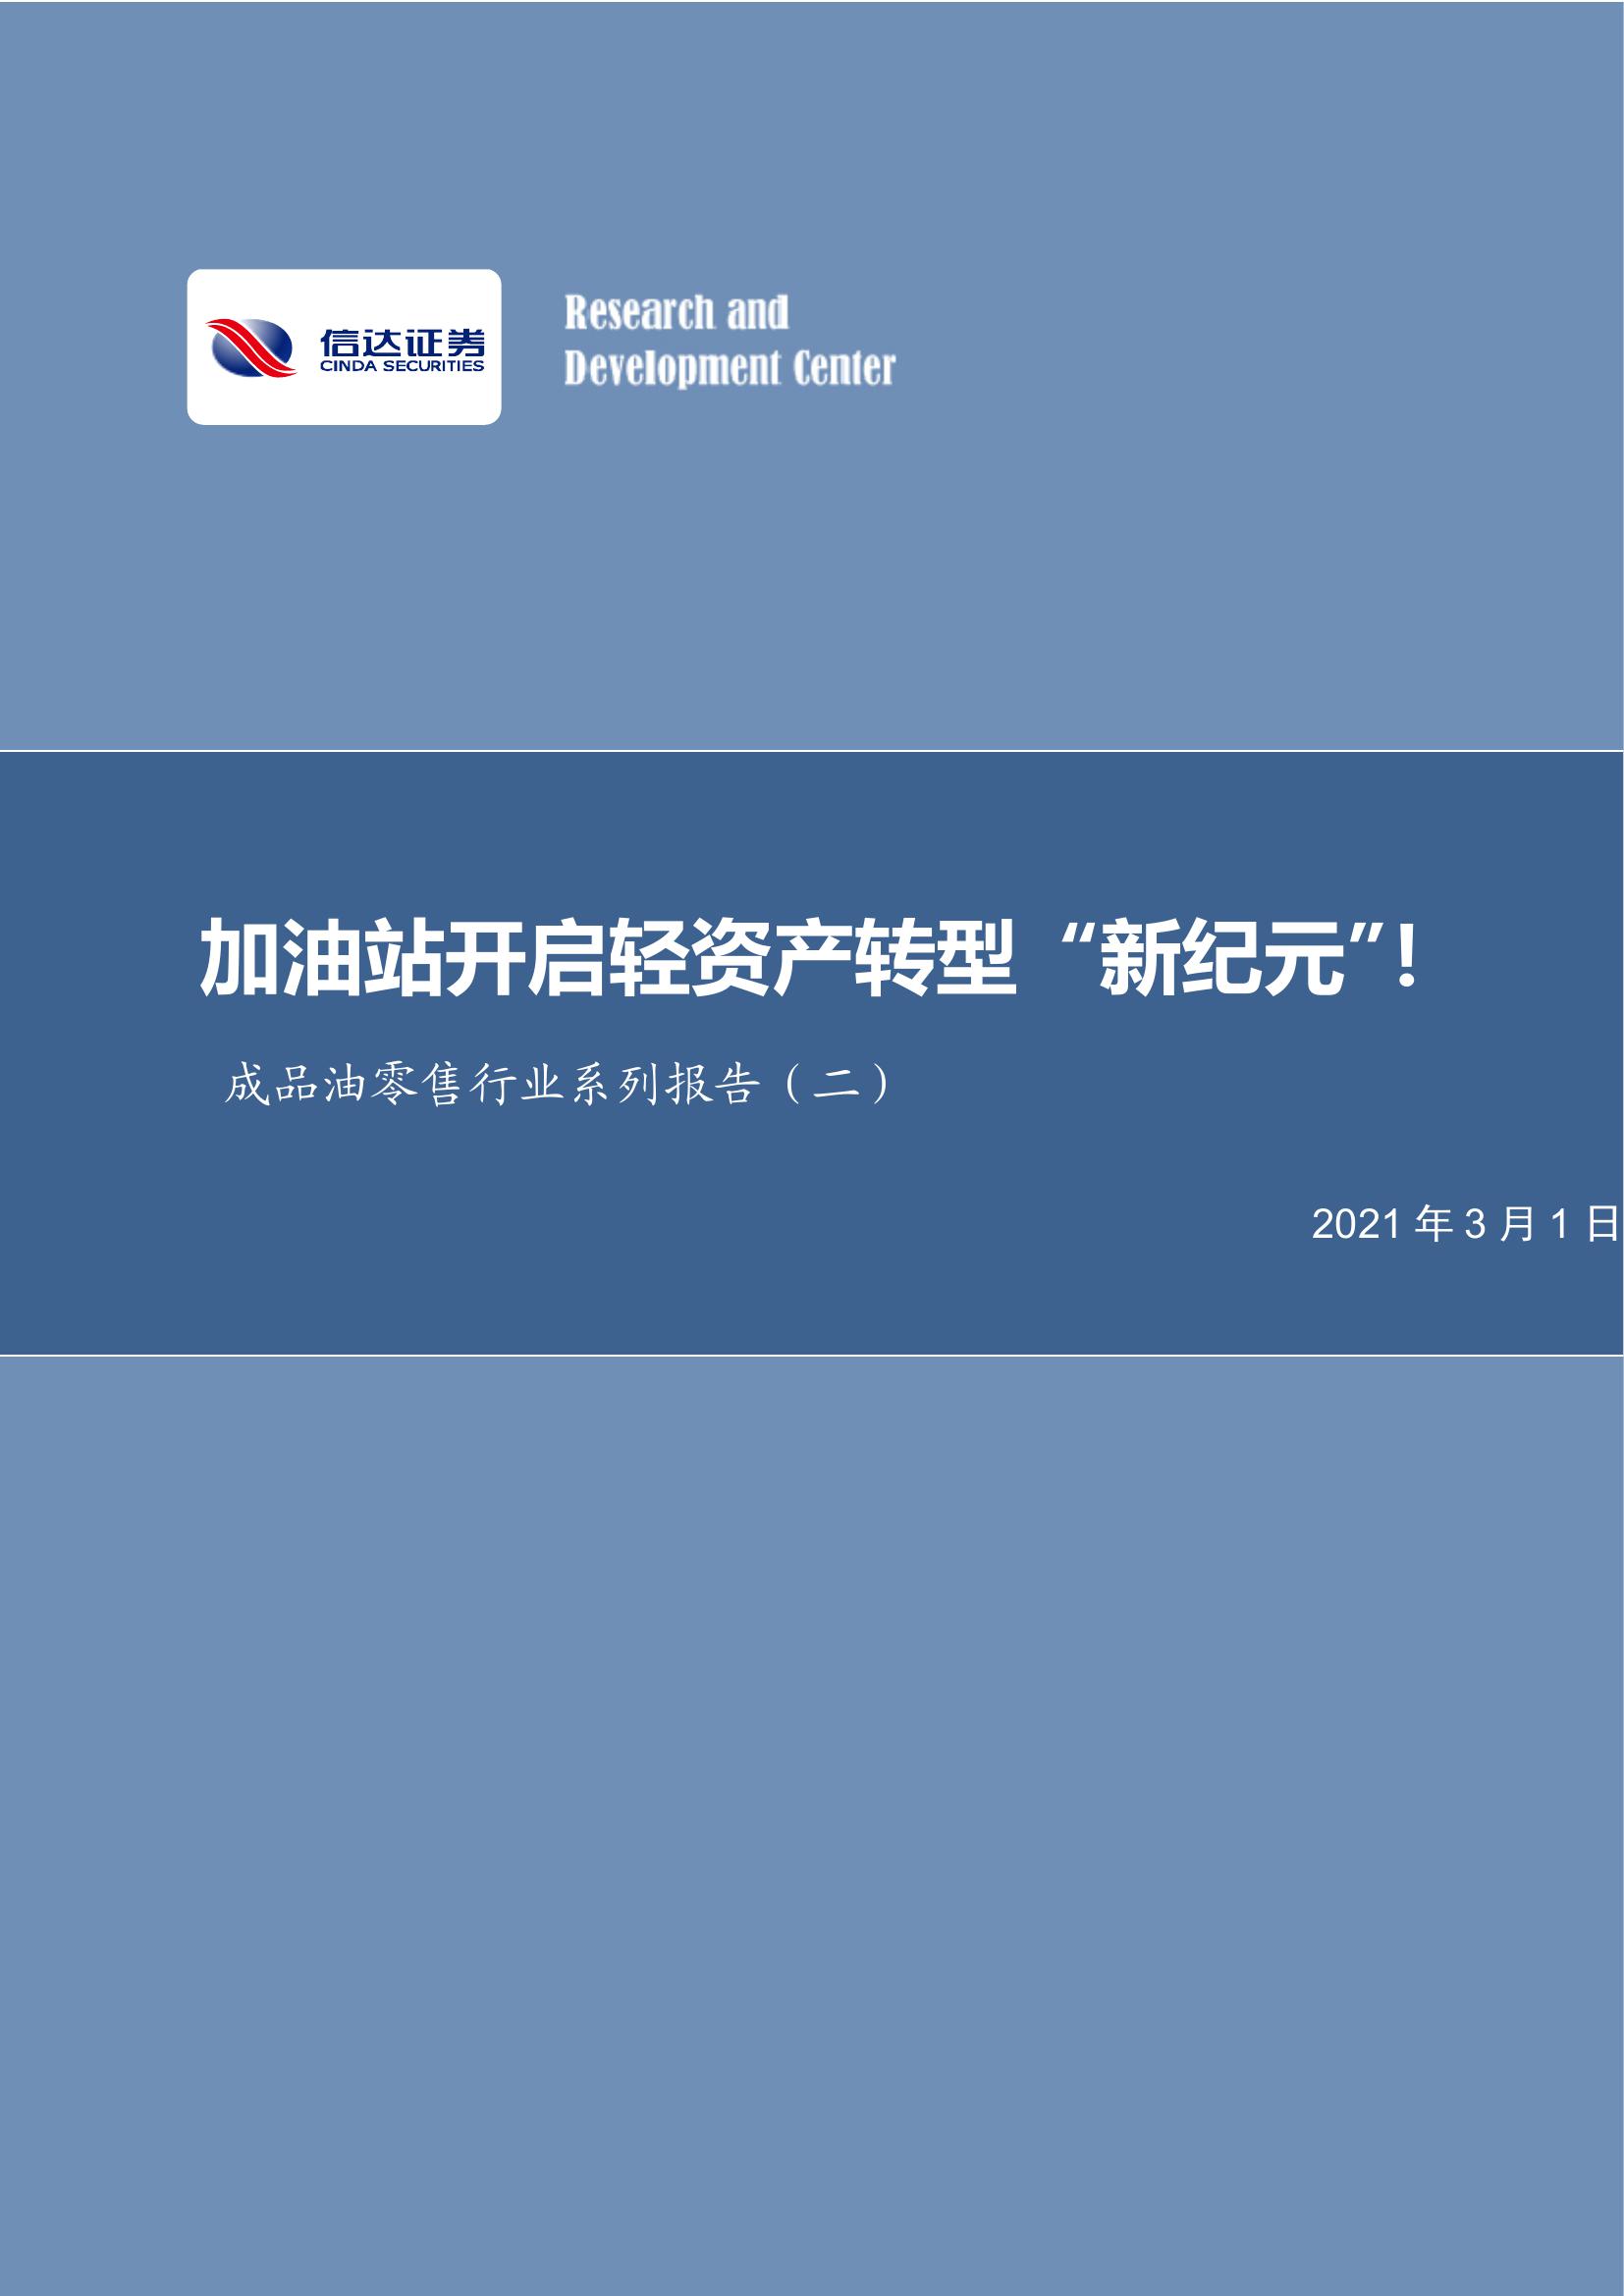 信达证券
CINDA SECURITIES
Research and
Development Center
加油站开启轻资产转型 “新纪元”！
成品油零售行业系列报告（二）
2021 年 3 月 1 日